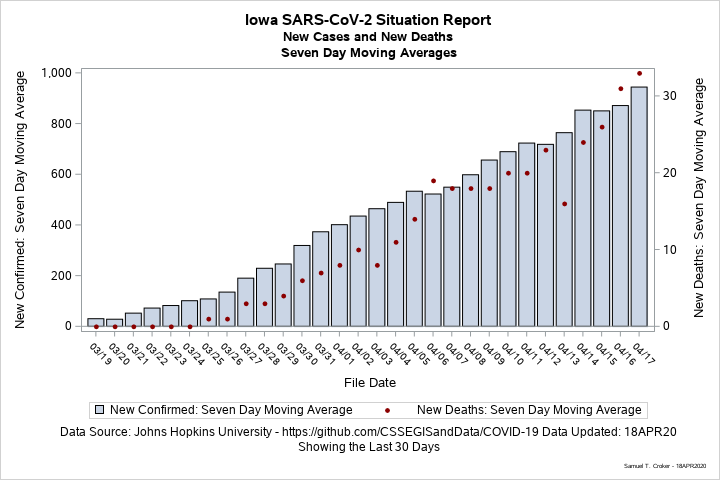 Iowa SARS-CoV-2 Situation Report
New Cases and New Deaths
Seven Day Moving Averages
New Confirmed: Seven Day Moving Average
1,000
800
600
400
200
0
30
20
10
0
New Deaths: Seven Day Moving Average
03/19 03/20 03/21 03/22 03/23 03/24 03/25 03/26 03/27 03/28 03/29 03/30 03/31 04/01 04/02 04/03 04/04 04/05 04/06 04/07 04/08 04/09 04/10 04/11 04/12 04/13 04/14 04/15 04/16 04/17
File Date
New Confirmed: Seven Day Moving Average New Deaths: Seven Day Moving Average
Data Source: Johns Hopkins University - https://github.com/CSSEGISandData/COVID-19 Data Updated: 18APR20
Showing the Last 30 Days
Samuel T. Croker - 18APR2020